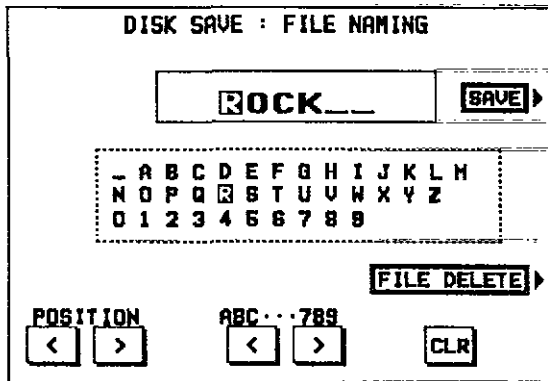 DISK SAVE : FILE NAMING
ROCK__ SAVE
_ A B C D E F G H I J K L M
N O P Q R S T U V W X Y Z
0 1 2 3 4 5 6 7 8 9
FILE DELETE
POSITION ABC···789
< > < > CLR